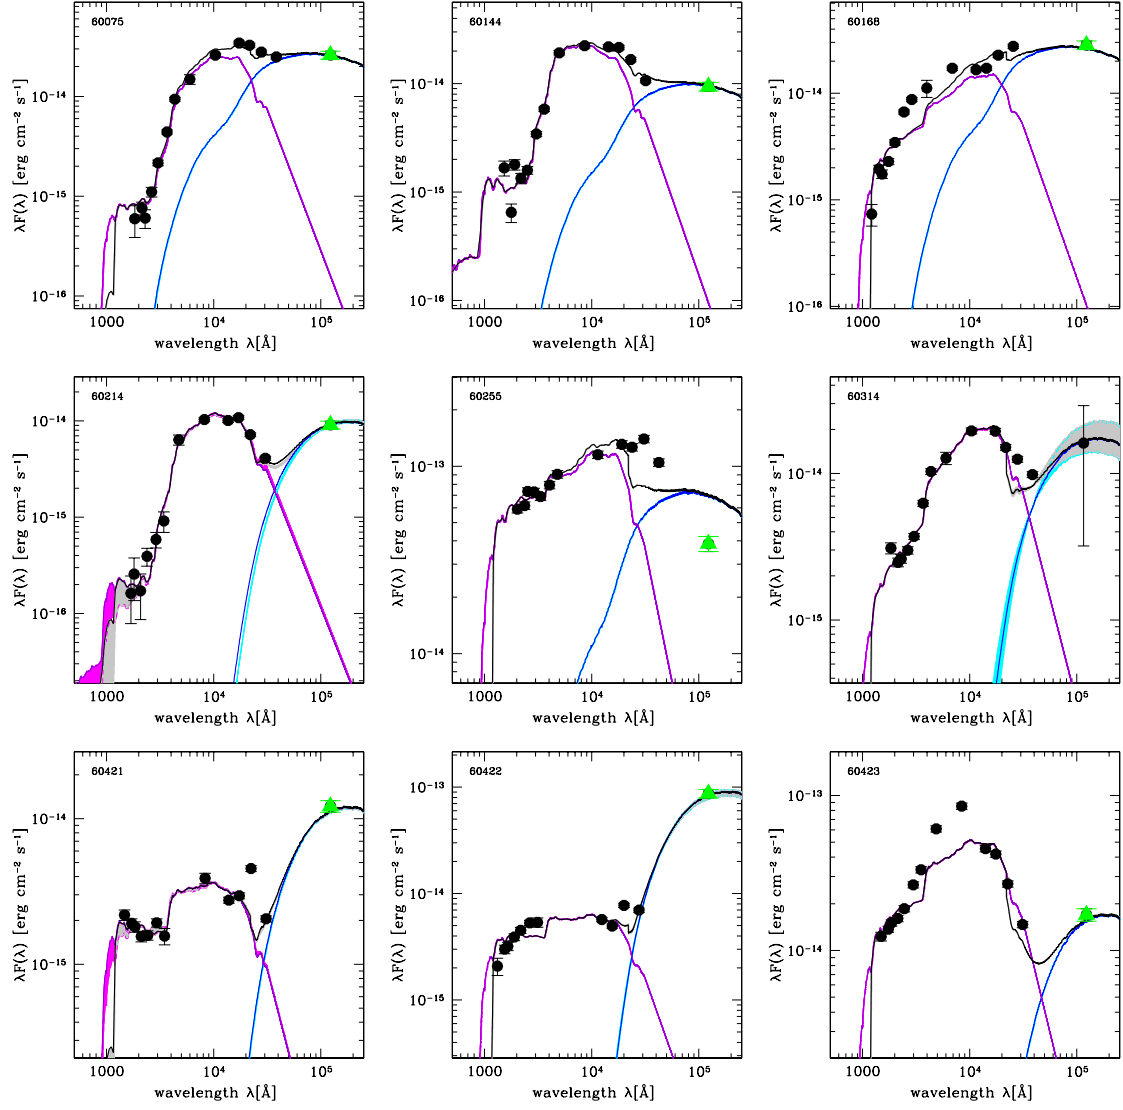 60075
60144
60168
λF(λ) [erg cm⁻² s⁻¹]
10⁻¹⁴
10⁻¹⁵
10⁻¹⁶
λF(λ) [erg cm⁻² s⁻¹]
10⁻¹⁴
10⁻¹⁵
10⁻¹⁶
λF(λ) [erg cm⁻² s⁻¹]
10⁻¹⁴
10⁻¹⁵
10⁻¹⁶
1000 10⁴ 10⁵
1000 10⁴ 10⁵
1000 10⁴ 10⁵
wavelength λ[Å]
wavelength λ[Å]
wavelength λ[Å]
60214
60255
60314
λF(λ) [erg cm⁻² s⁻¹]
10⁻¹⁴
10⁻¹⁵
10⁻¹⁶
λF(λ) [erg cm⁻² s⁻¹]
10⁻¹³
10⁻¹⁴
λF(λ) [erg cm⁻² s⁻¹]
10⁻¹⁴
10⁻¹⁵
10⁻¹⁶
1000 10⁴ 10⁵
1000 10⁴ 10⁵
1000 10⁴ 10⁵
wavelength λ[Å]
wavelength λ[Å]
wavelength λ[Å]
60421
60422
60423
λF(λ) [erg cm⁻² s⁻¹]
10⁻¹⁴
10⁻¹⁵
λF(λ) [erg cm⁻² s⁻¹]
10⁻¹³
10⁻¹⁴
10⁻¹⁵
λF(λ) [erg cm⁻² s⁻¹]
10⁻¹³
10⁻¹⁴
1000 10⁴ 10⁵
1000 10⁴ 10⁵
1000 10⁴ 10⁵
wavelength λ[Å]
wavelength λ[Å]
wavelength λ[Å]